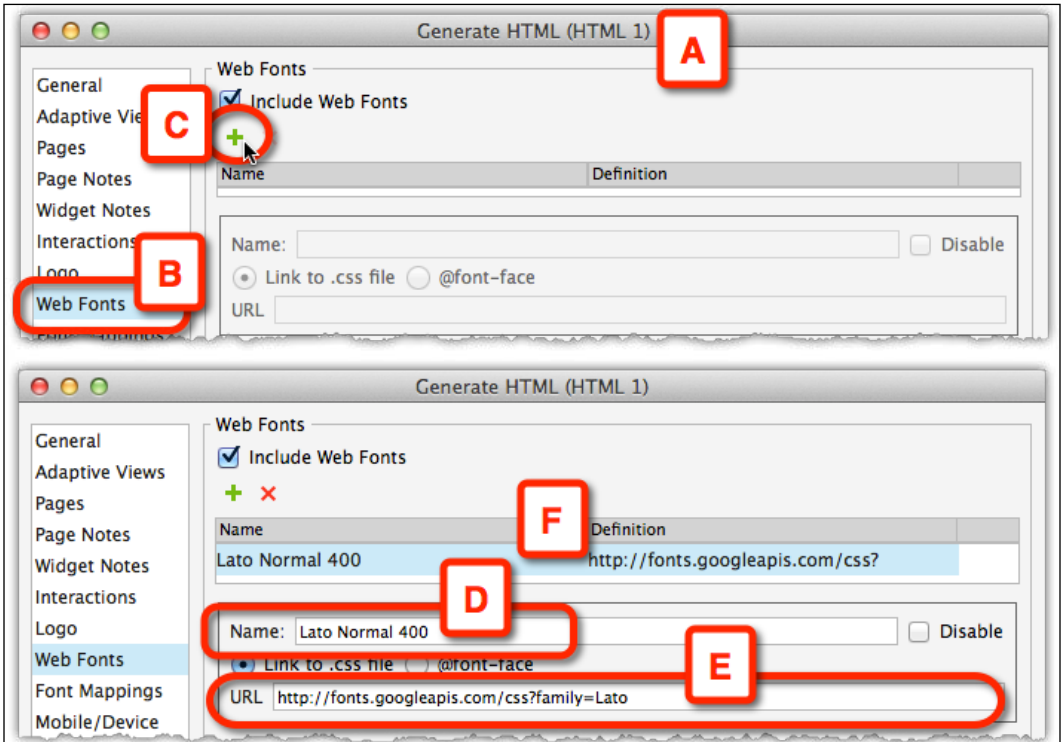 Generate HTML (HTML 1)
A
General
Adaptive Vie
Pages
Page Notes
Widget Notes
Interactions
Logo
Web Fonts
C
B
Web Fonts
Include Web Fonts
Name Definition
Name: Disable
Link to .css file @font-face
URL
Generate HTML (HTML 1)
General
Adaptive Views
Pages
Page Notes
Widget Notes
Interactions
Logo
Web Fonts
Font Mappings
Mobile/Device
Web Fonts
Include Web Fonts
F
Name Definition
Lato Normal 400 http://fonts.googleapis.com/css?
D
Name: Lato Normal 400 Disable
E
Link to .css file @font-face
URL http://fonts.googleapis.com/css?family=Lato